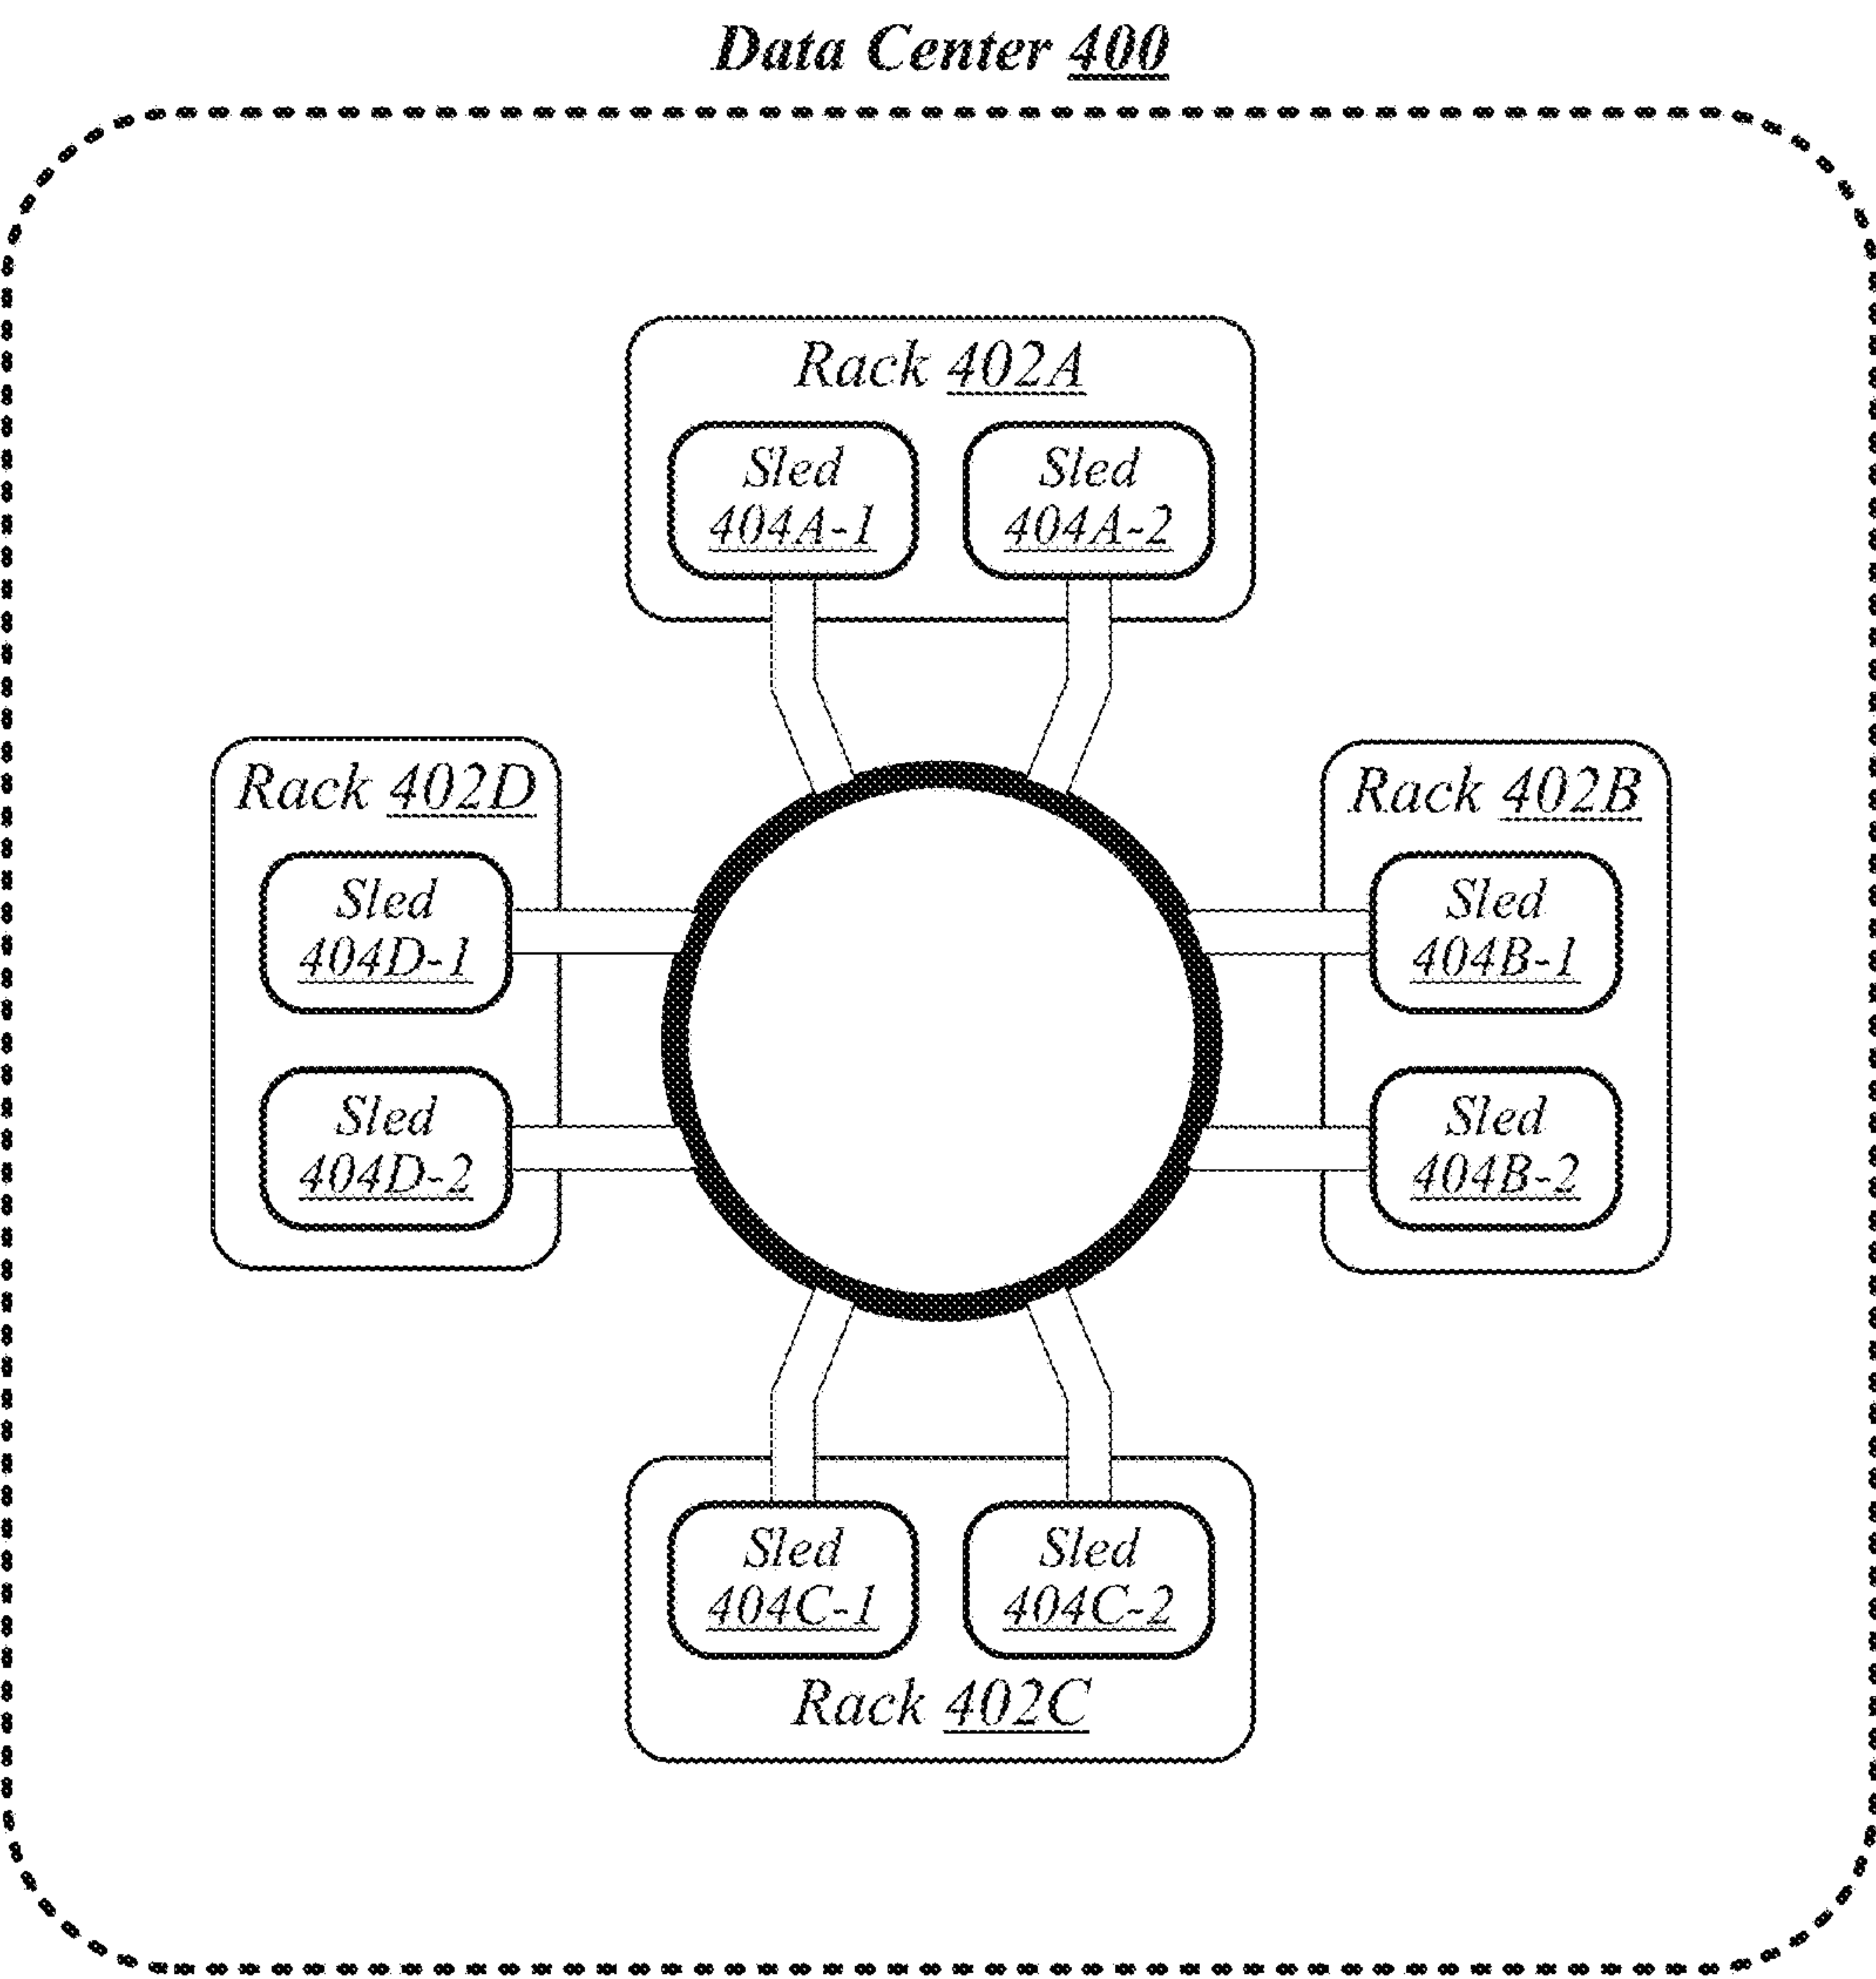 Data Center 400
Rack 402A
Sled
404A-1
Sled
404A-2
Rack 402D
Sled
404D-1
Sled
404D-2
Rack 402B
Sled
404B-1
Sled
404B-2
Sled
404C-1
Sled
404C-2
Rack 402C